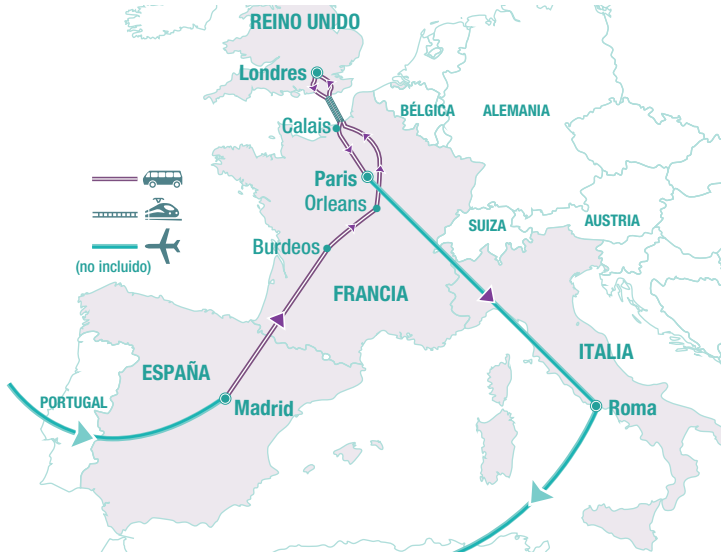 REINO UNIDO
Londres
BÉLGICA
ALEMANIA
Calais
Paris
Orleans
SUIZA
AUSTRIA
Burdeos
(no incluido)
FRANCIA
ITALIA
ESPAÑA
PORTUGAL
Madrid
Roma